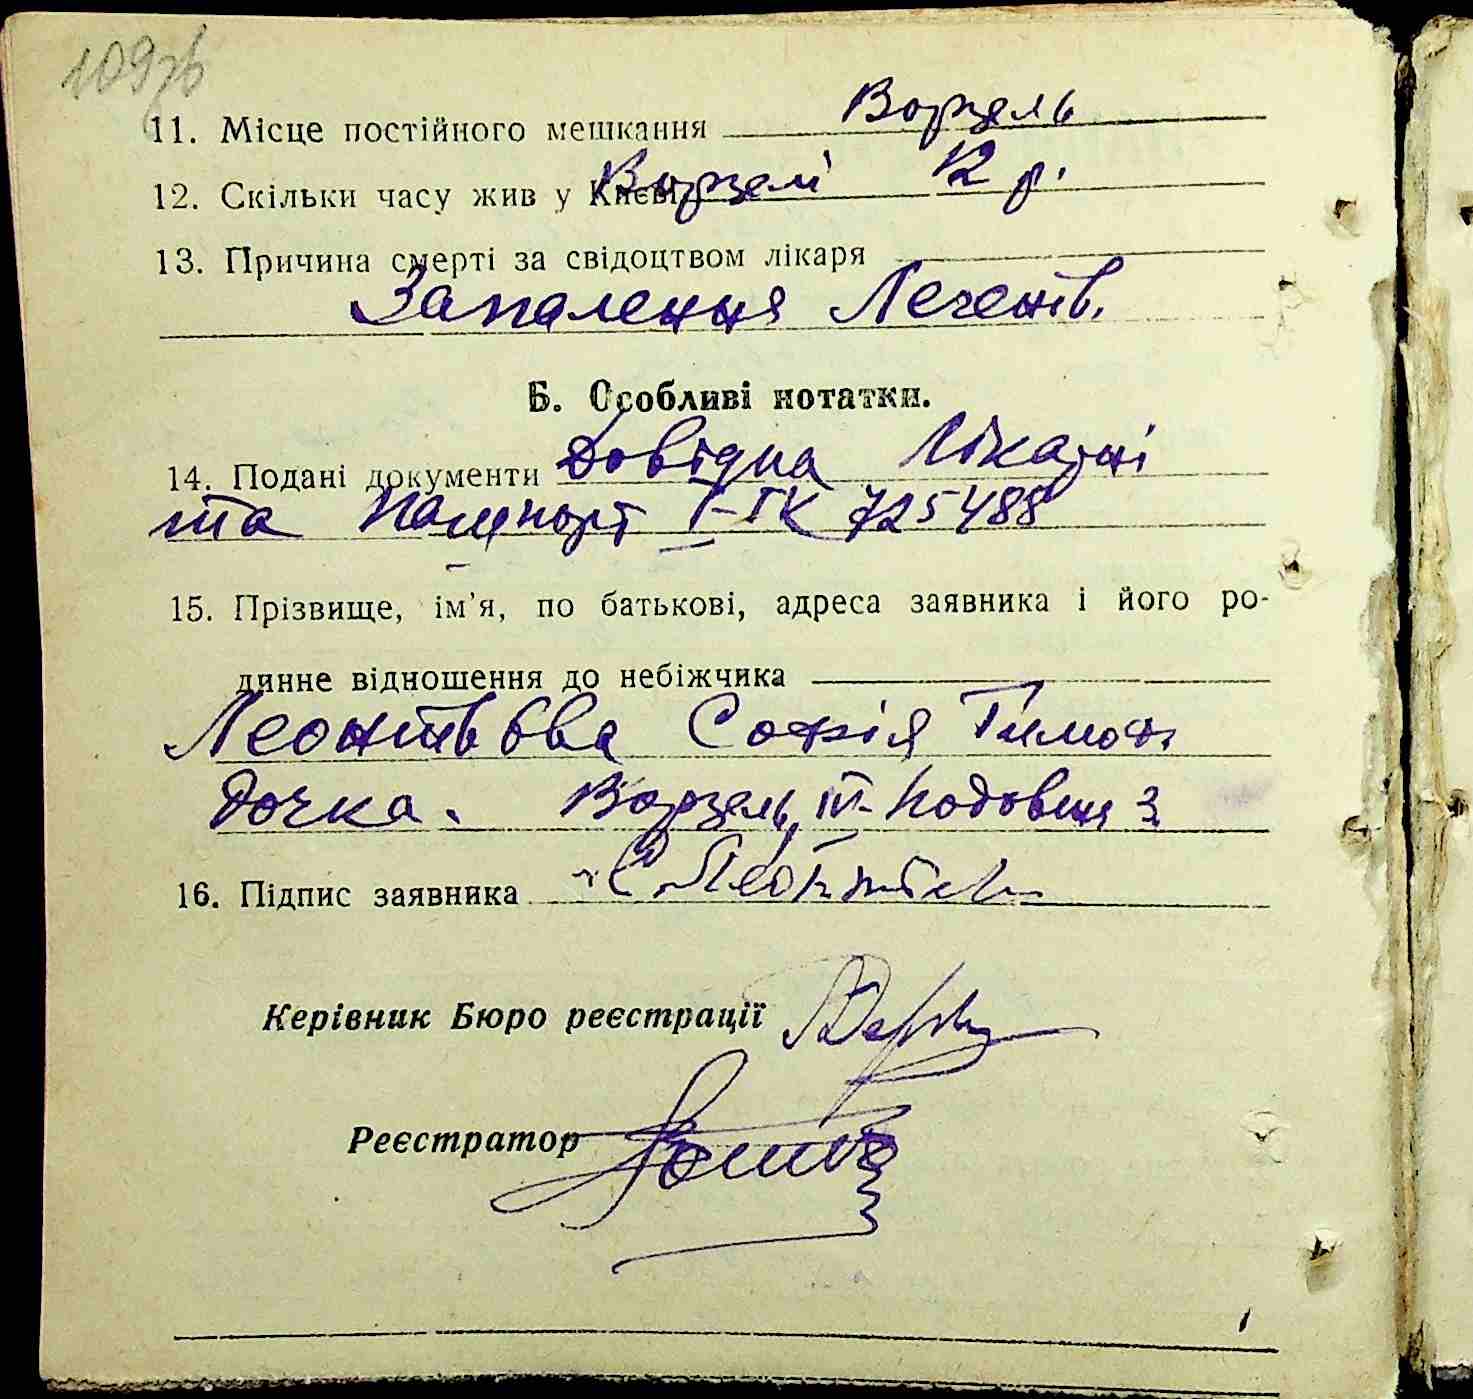 109зв
11. Місце постійного мешкання Ворзель
12. Скільки часу жив у Києві Ворзелі 12 р.
13. Причина смерті за свідоцтвом лікаря
Запалення Легенів.
Б. Особливі нотатки.
14. Подані документи Довідка Лікарні
та паспорт I-ГК 725488
15. Прізвище, ім’я, по батькові, адреса заявника і його ро-
динне відношення до небіжчика
Леонтьєва Софія Тимоф.
Дочка. Ворзель, 3
16. Підпис заявника
Керівник Бюро реєстрації
Реєстратор